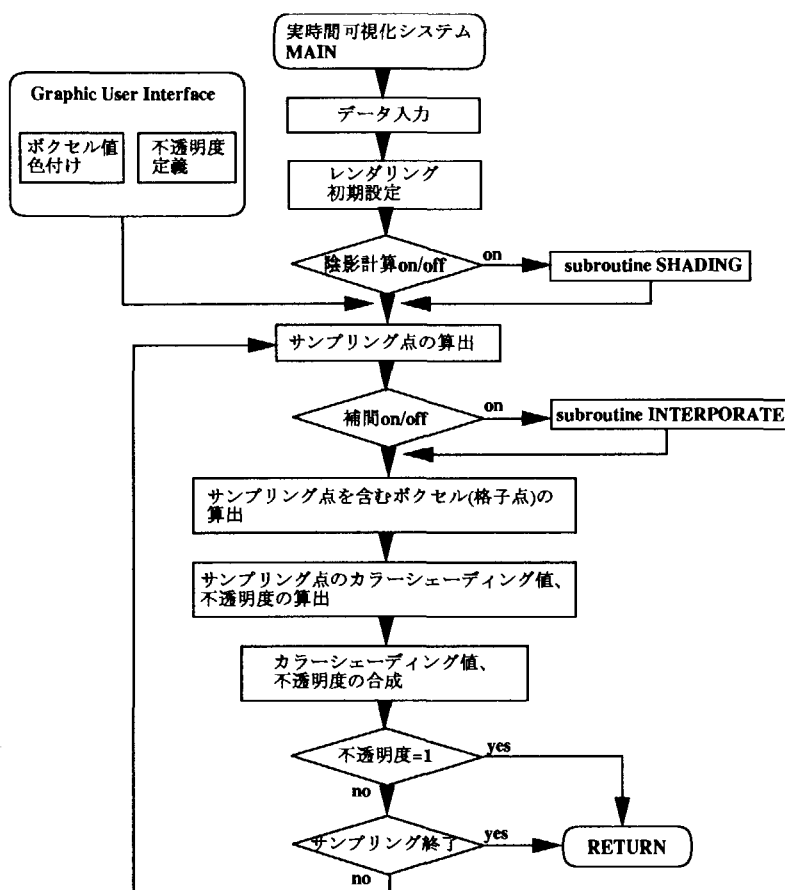 実時間可視化システム
MAIN
Graphic User Interface
ボクセル値
色付け
不透明度
定義
データ入力
レンダリング
初期設定
陰影計算on/off
on
subroutine SHADING
サンプリング点の算出
補間on/off
on
subroutine INTERPORATE
サンプリング点を含むボクセル(格子点)の
算出
サンプリング点のカラーシェーディング値、
不透明度の算出
カラーシェーディング値、
不透明度の合成
不透明度=1
yes
no
サンプリング終了
yes
RETURN
no